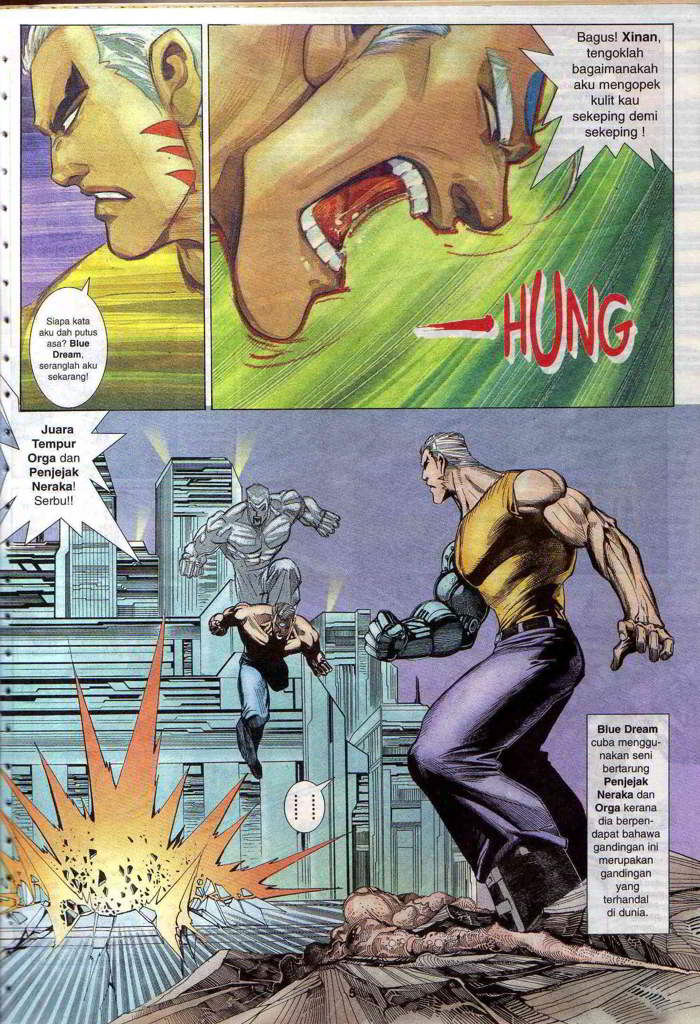 Siapa kata
aku dah putus
asa? Blue
Dream,
seranglah aku
sekarang!
Bagus! Xinan,
tengoklah
bagaimanakah
aku mengopek
kulit kau
sekeping demi
sekeping !
—HUNG
Juara
Tempur
Orga dan
Penjejak
Neraka!
Serbu!!
Blue Dream
cuba menggu-
nakan seni
bertarung
Penjejak
Neraka dan
Orga kerana
dia berpen-
dapat bahawa
gandingan ini
merupakan
gandingan
yang
terhandal
di dunia.